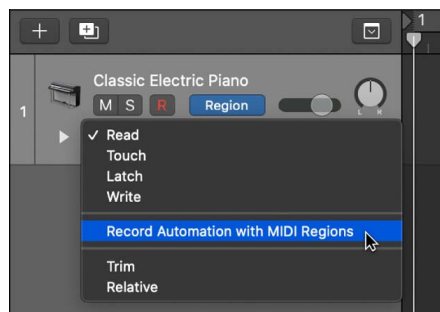 1
Classic Electric Piano
M S R Region
1
L R
✓ Read
Touch
Latch
Write
Record Automation with MIDI Regions
Trim
Relative